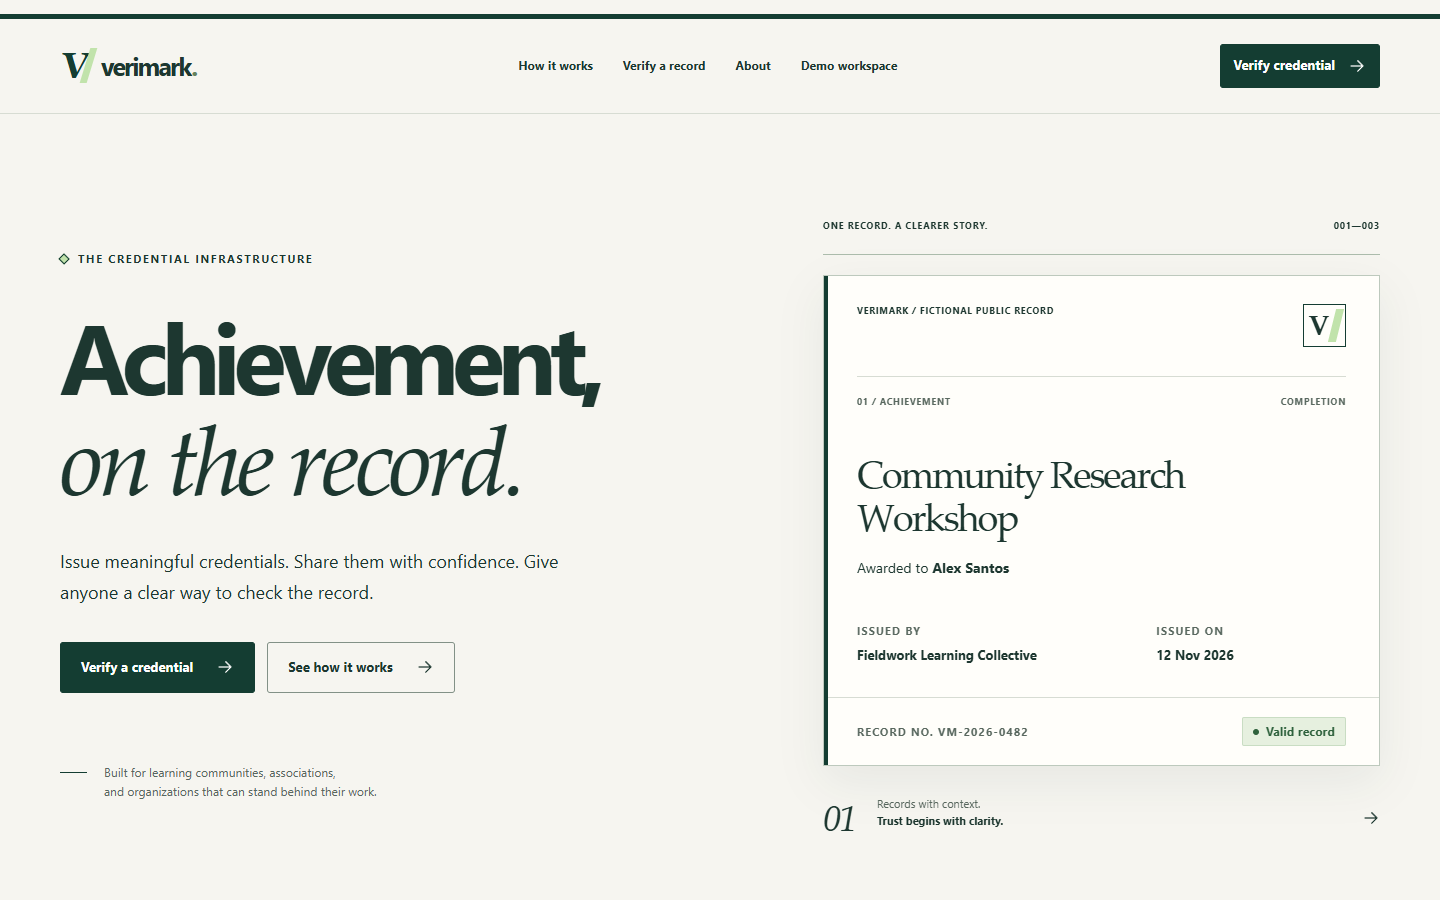 V verimark.
How it works
Verify a record
About
Demo workspace
Verify credential
THE CREDENTIAL INFRASTRUCTURE
Achievement,
on the record.
Issue meaningful credentials. Share them with confidence. Give
anyone a clear way to check the record.
Verify a credential
See how it works
Built for learning communities, associations,
and organizations that can stand behind their work.
ONE RECORD. A CLEARER STORY.
001—003
VERIMARK / FICTIONAL PUBLIC RECORD
V
01 / ACHIEVEMENT
COMPLETION
Community Research
Workshop
Awarded to Alex Santos
ISSUED BY
Fieldwork Learning Collective
ISSUED ON
12 Nov 2026
RECORD NO. VM-2026-0482
Valid record
01
Records with context.
Trust begins with clarity.